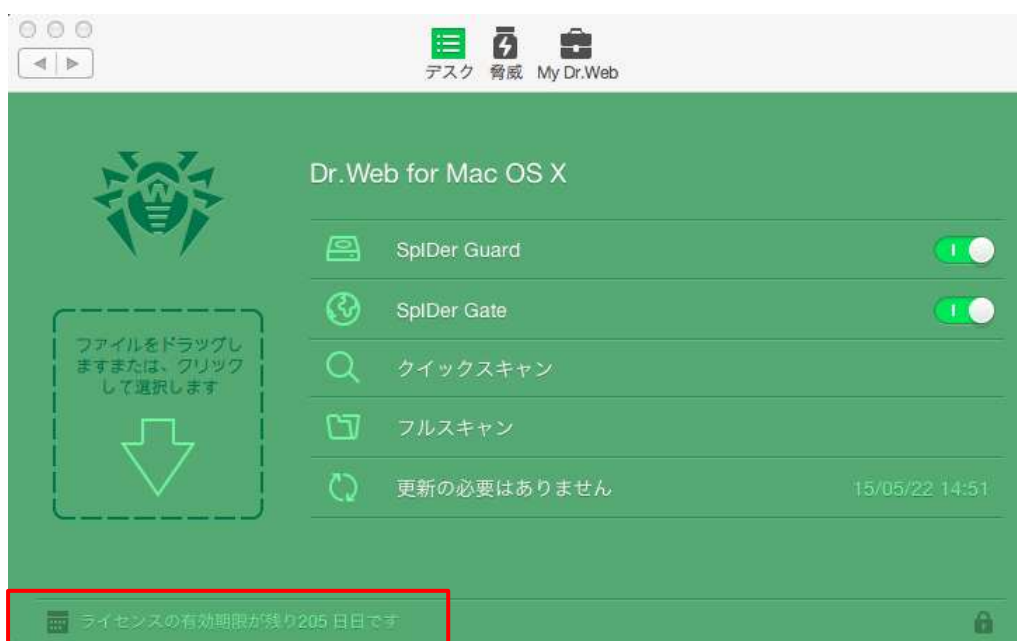 デスク 脅威 My Dr.Web
Dr.Web for Mac OS X
SpIDer Guard
SpIDer Gate
ファイルをドラッグし
ますまたは、クリック
して選択します
クイックスキャン
フルスキャン
更新の必要はありません 15/05/22 14:51
ライセンスの有効期限が残り205 日日です